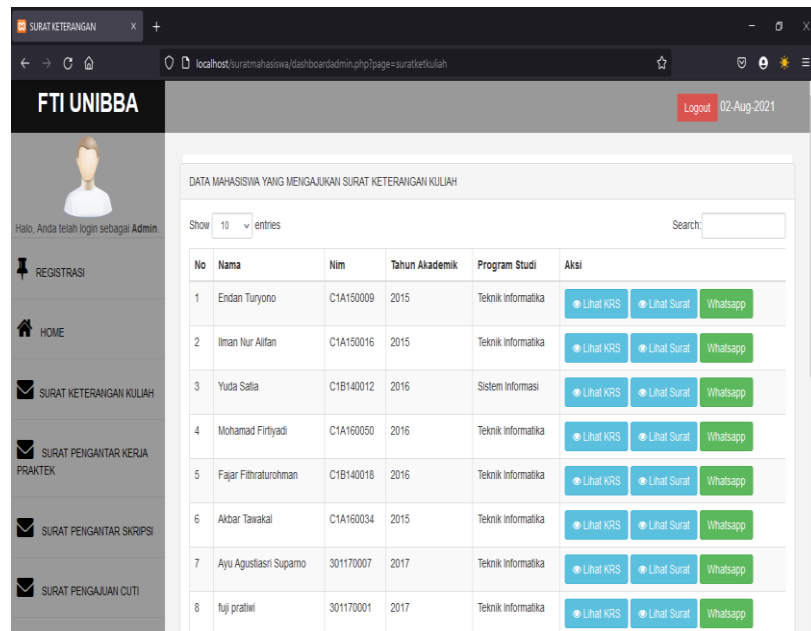 SURAT KETERANGAN
localhost/suratmahasiswa/dashboardadmin.php?page=suratketkuliah
FTI UNIBBA
Logout 02-Aug-2021
Halo, Anda telah login sebagai Admin.
REGISTRASI
HOME
SURAT KETERANGAN KULIAH
SURAT PENGANTAR KERJA
PRAKTEK
SURAT PENGANTAR SKRIPSI
SURAT PENGAJUAN CUTI
DATA MAHASISWA YANG MENGAJUKAN SURAT KETERANGAN KULIAH
Show 10 entries Search:
No Nama Nim Tahun Akademik Program Studi Aksi
1 Endan Turyono C1A150009 2015 Teknik Informatika Lihat KRS Lihat Surat Whatsapp
2 Ilman Nur Alifan C1A150016 2015 Teknik Informatika Lihat KRS Lihat Surat Whatsapp
3 Yuda Satia C1B140012 2016 Sistem Informasi Lihat KRS Lihat Surat Whatsapp
4 Mohamad Firtiyadi C1A160050 2016 Teknik Informatika Lihat KRS Lihat Surat Whatsapp
5 Fajar Fithraturohman C1B140018 2016 Teknik Informatika Lihat KRS Lihat Surat Whatsapp
6 Akbar Tawakal C1A160034 2015 Teknik Informatika Lihat KRS Lihat Surat Whatsapp
7 Ayu Agustiasri Suparno 301170007 2017 Teknik Informatika Lihat KRS Lihat Surat Whatsapp
8 fuji pratiwi 301170001 2017 Teknik Informatika Lihat KRS Lihat Surat Whatsapp